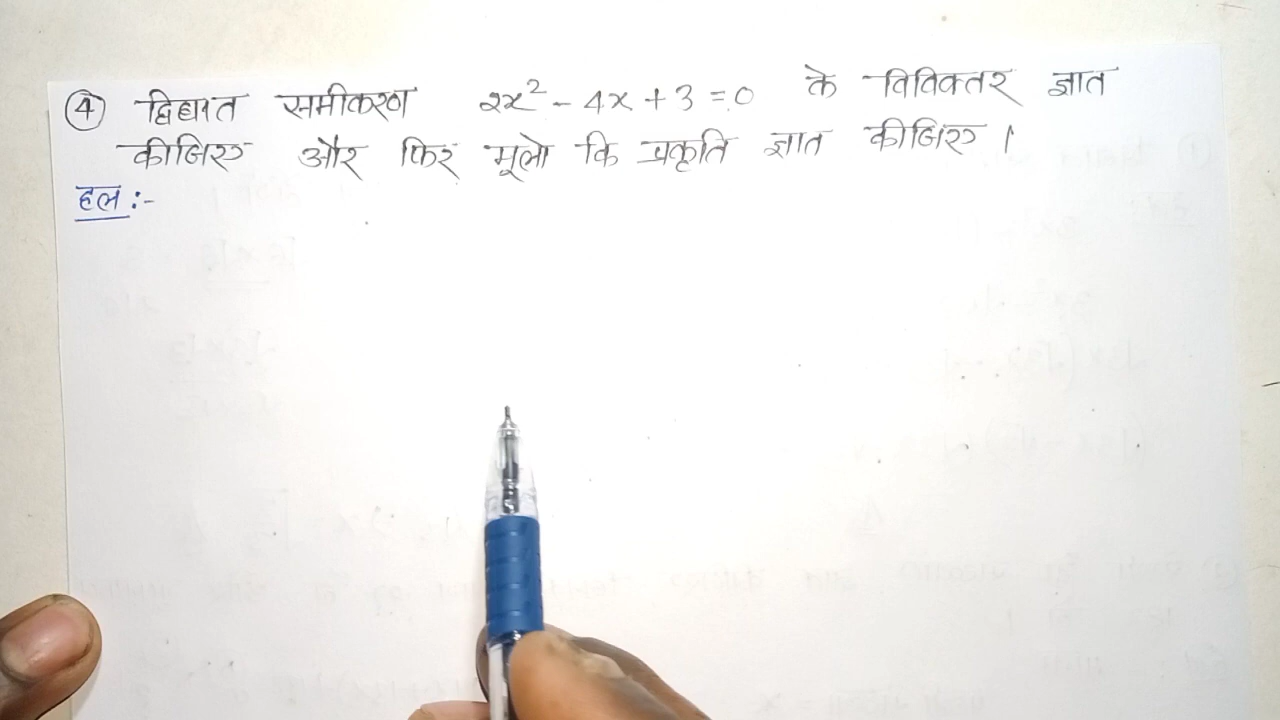 ④ द्विघात समीकरण 2x² - 4x + 3 = 0 के विविक्तर ज्ञात
कीजिए और फिर मूलो कि प्रकृति ज्ञात कीजिए ।
हल :-